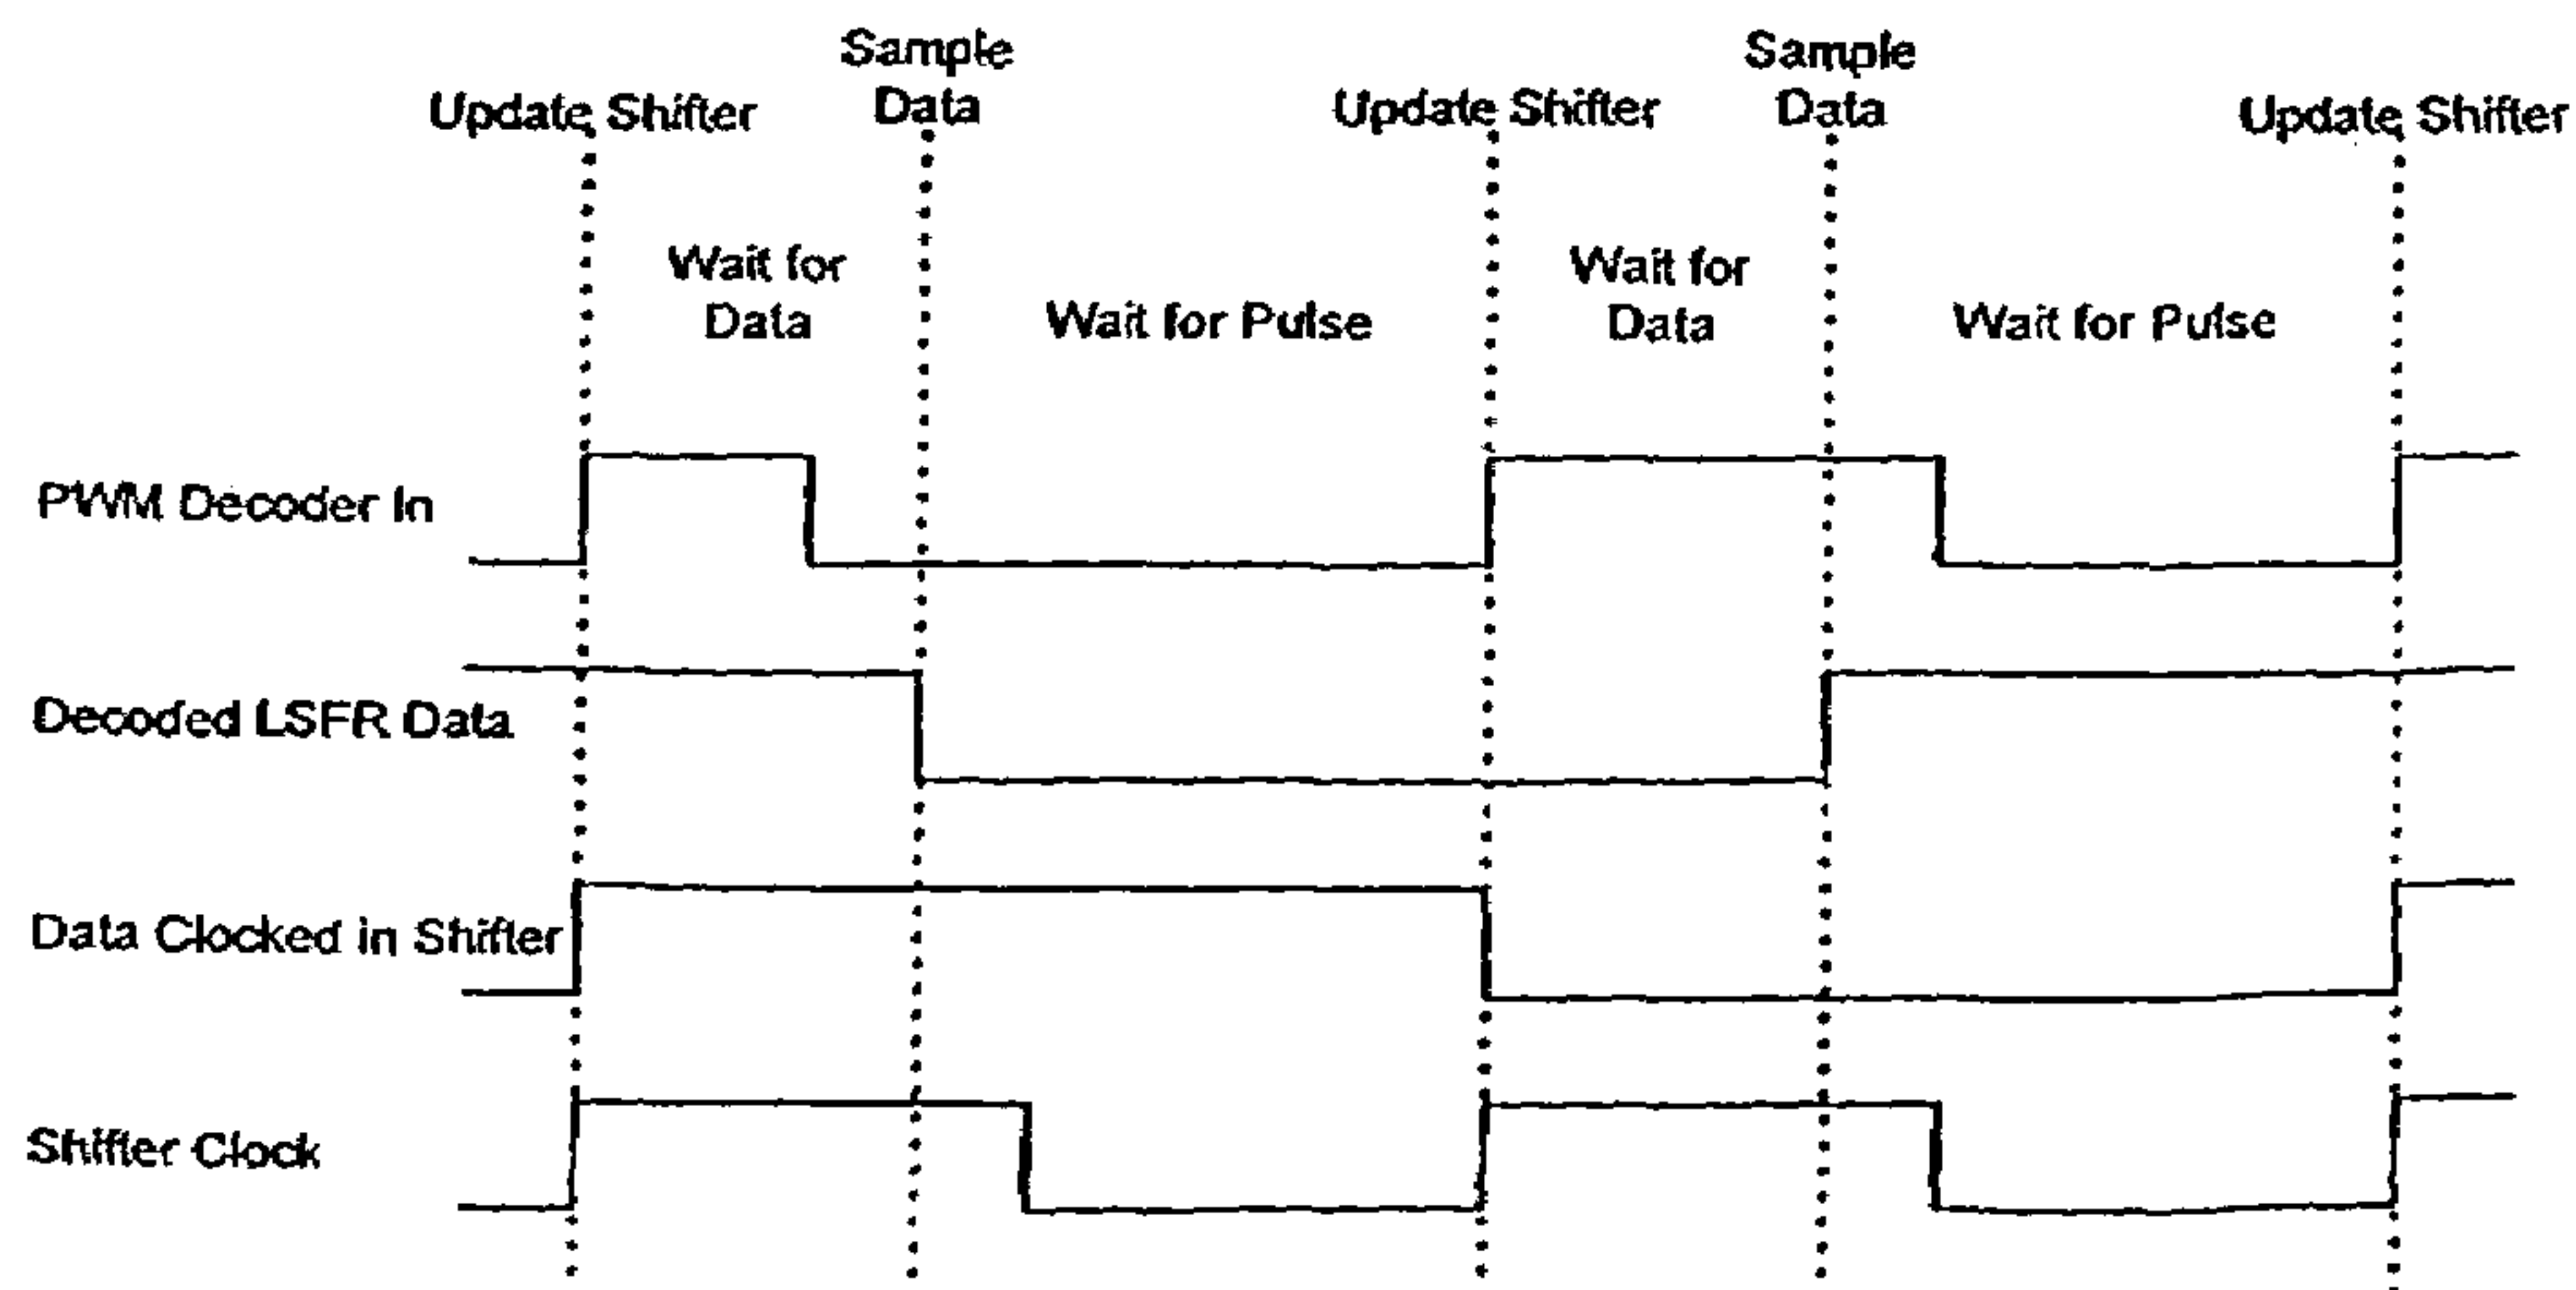 Sample
Data
Sample
Data
Update Shifter
Update Shifter
Update Shifter
Wait for
Data
Wait for Pulse
Wait for
Data
Wait for Pulse
PWM Decoder In
Decoded LSFR Data
Data Clocked in Shifter
Shifter Clock